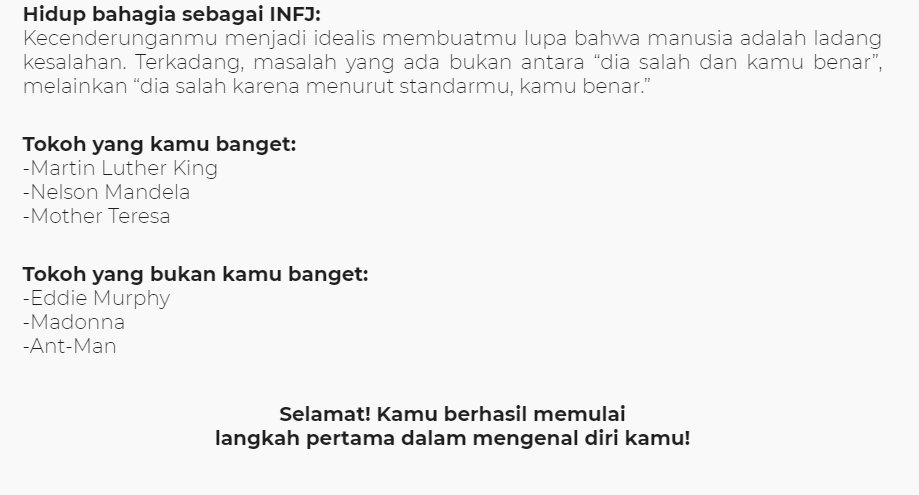 Hidup bahagia sebagai INFJ:
Kecenderunganmu menjadi idealis membuatmu lupa bahwa manusia adalah ladang
kesalahan. Terkadang, masalah yang ada bukan antara “dia salah dan kamu benar”,
melainkan “dia salah karena menurut standarmu, kamu benar.”
Tokoh yang kamu banget:
-Martin Luther King
-Nelson Mandela
-Mother Teresa
Tokoh yang bukan kamu banget:
-Eddie Murphy
-Madonna
-Ant-Man
Selamat! Kamu berhasil memulai
langkah pertama dalam mengenal diri kamu!